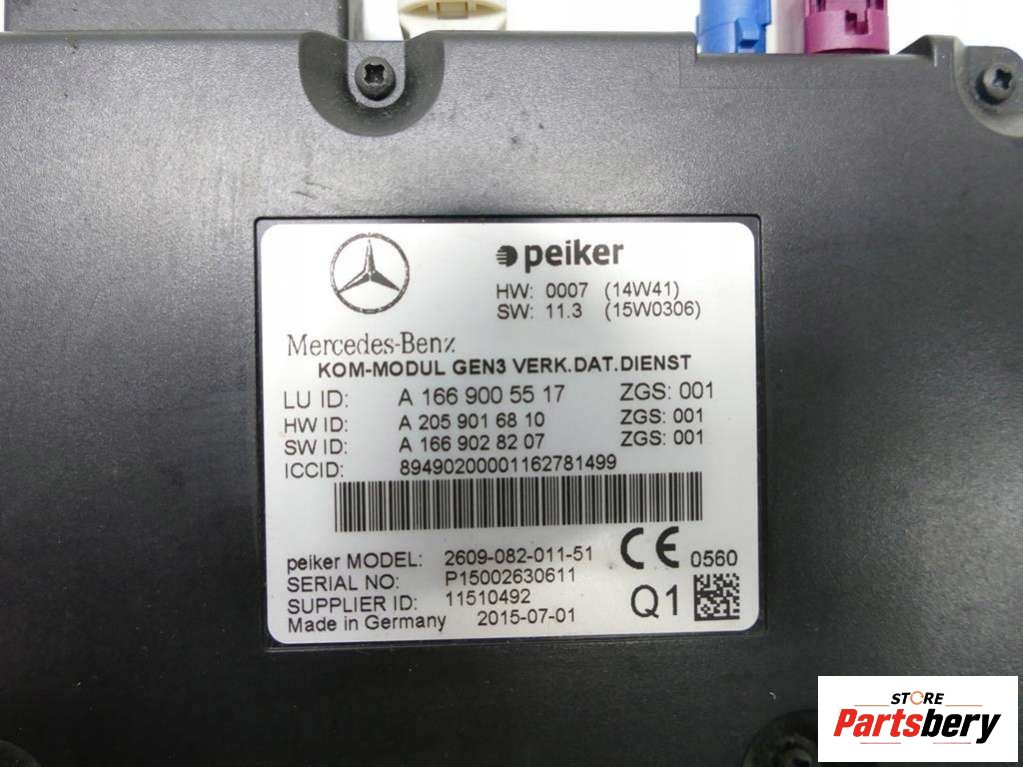 peiker
HW: 0007 (14W41)
SW: 11.3 (15W0306)
Mercedes-Benz
KOM-MODUL GEN3 VERK.DAT.DIENST
LU ID: A 166 900 55 17 ZGS: 001
HW ID: A 205 901 68 10 ZGS: 001
SW ID: A 166 902 82 07 ZGS: 001
ICCID: 89490200001162781499
peiker MODEL: 2609-082-011-51
SERIAL NO: P15002630611
SUPPLIER ID: 11510492
Made in Germany 2015-07-01
CE 0560
Q1
STORE
Partsbery